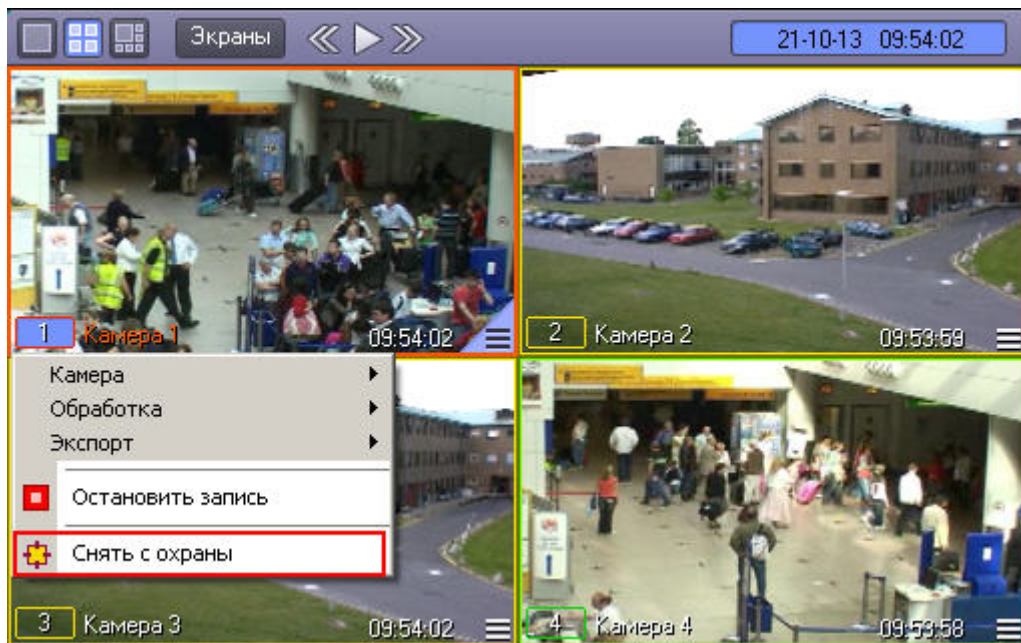 Экраны
21-10-13 09:54:02
1 Камера 1 09:54:02
2 Камера 2 09:53:59
Камера
Обработка
Экспорт
Остановить запись
Снять с охраны
3 Камера 3 09:54:02
4 Камера 4 09:53:58